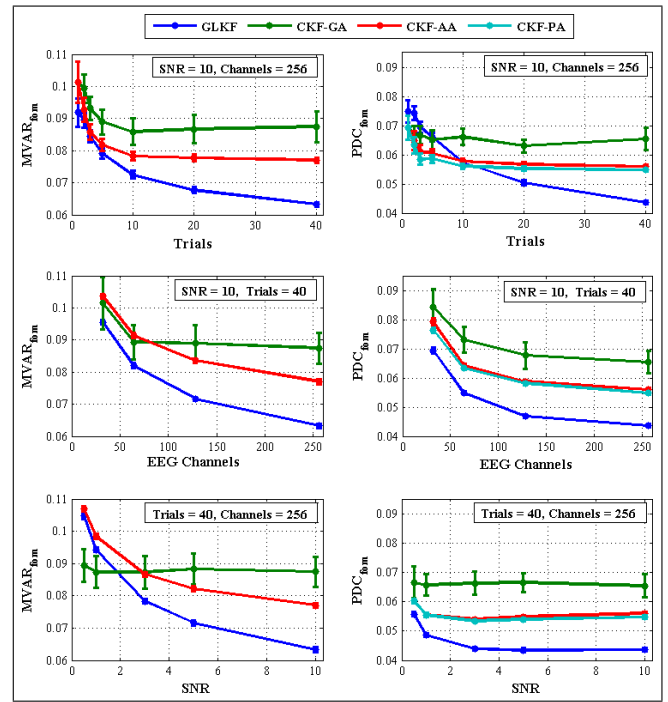 GLKF CKF-GA CKF-AA CKF-PA
SNR = 10, Channels = 256
MVAR_fom
0.11
0.1
0.09
0.08
0.07
0.06
0 10 20 30 40
Trials
SNR = 10, Channels = 256
PDC_fom
0.09
0.08
0.07
0.06
0.05
0.04
0 10 20 30 40
Trials
SNR = 10, Trials = 40
MVAR_fom
0.11
0.1
0.09
0.08
0.07
0.06
0 50 100 150 200 250
EEG Channels
SNR = 10, Trials = 40
PDC_fom
0.09
0.08
0.07
0.06
0.05
0.04
0 50 100 150 200 250
EEG Channels
Trials = 40, Channels = 256
MVAR_fom
0.11
0.1
0.09
0.08
0.07
0.06
0 2 4 6 8 10
SNR
Trials = 40, Channels = 256
PDC_fom
0.09
0.08
0.07
0.06
0.05
0.04
0 2 4 6 8 10
SNR